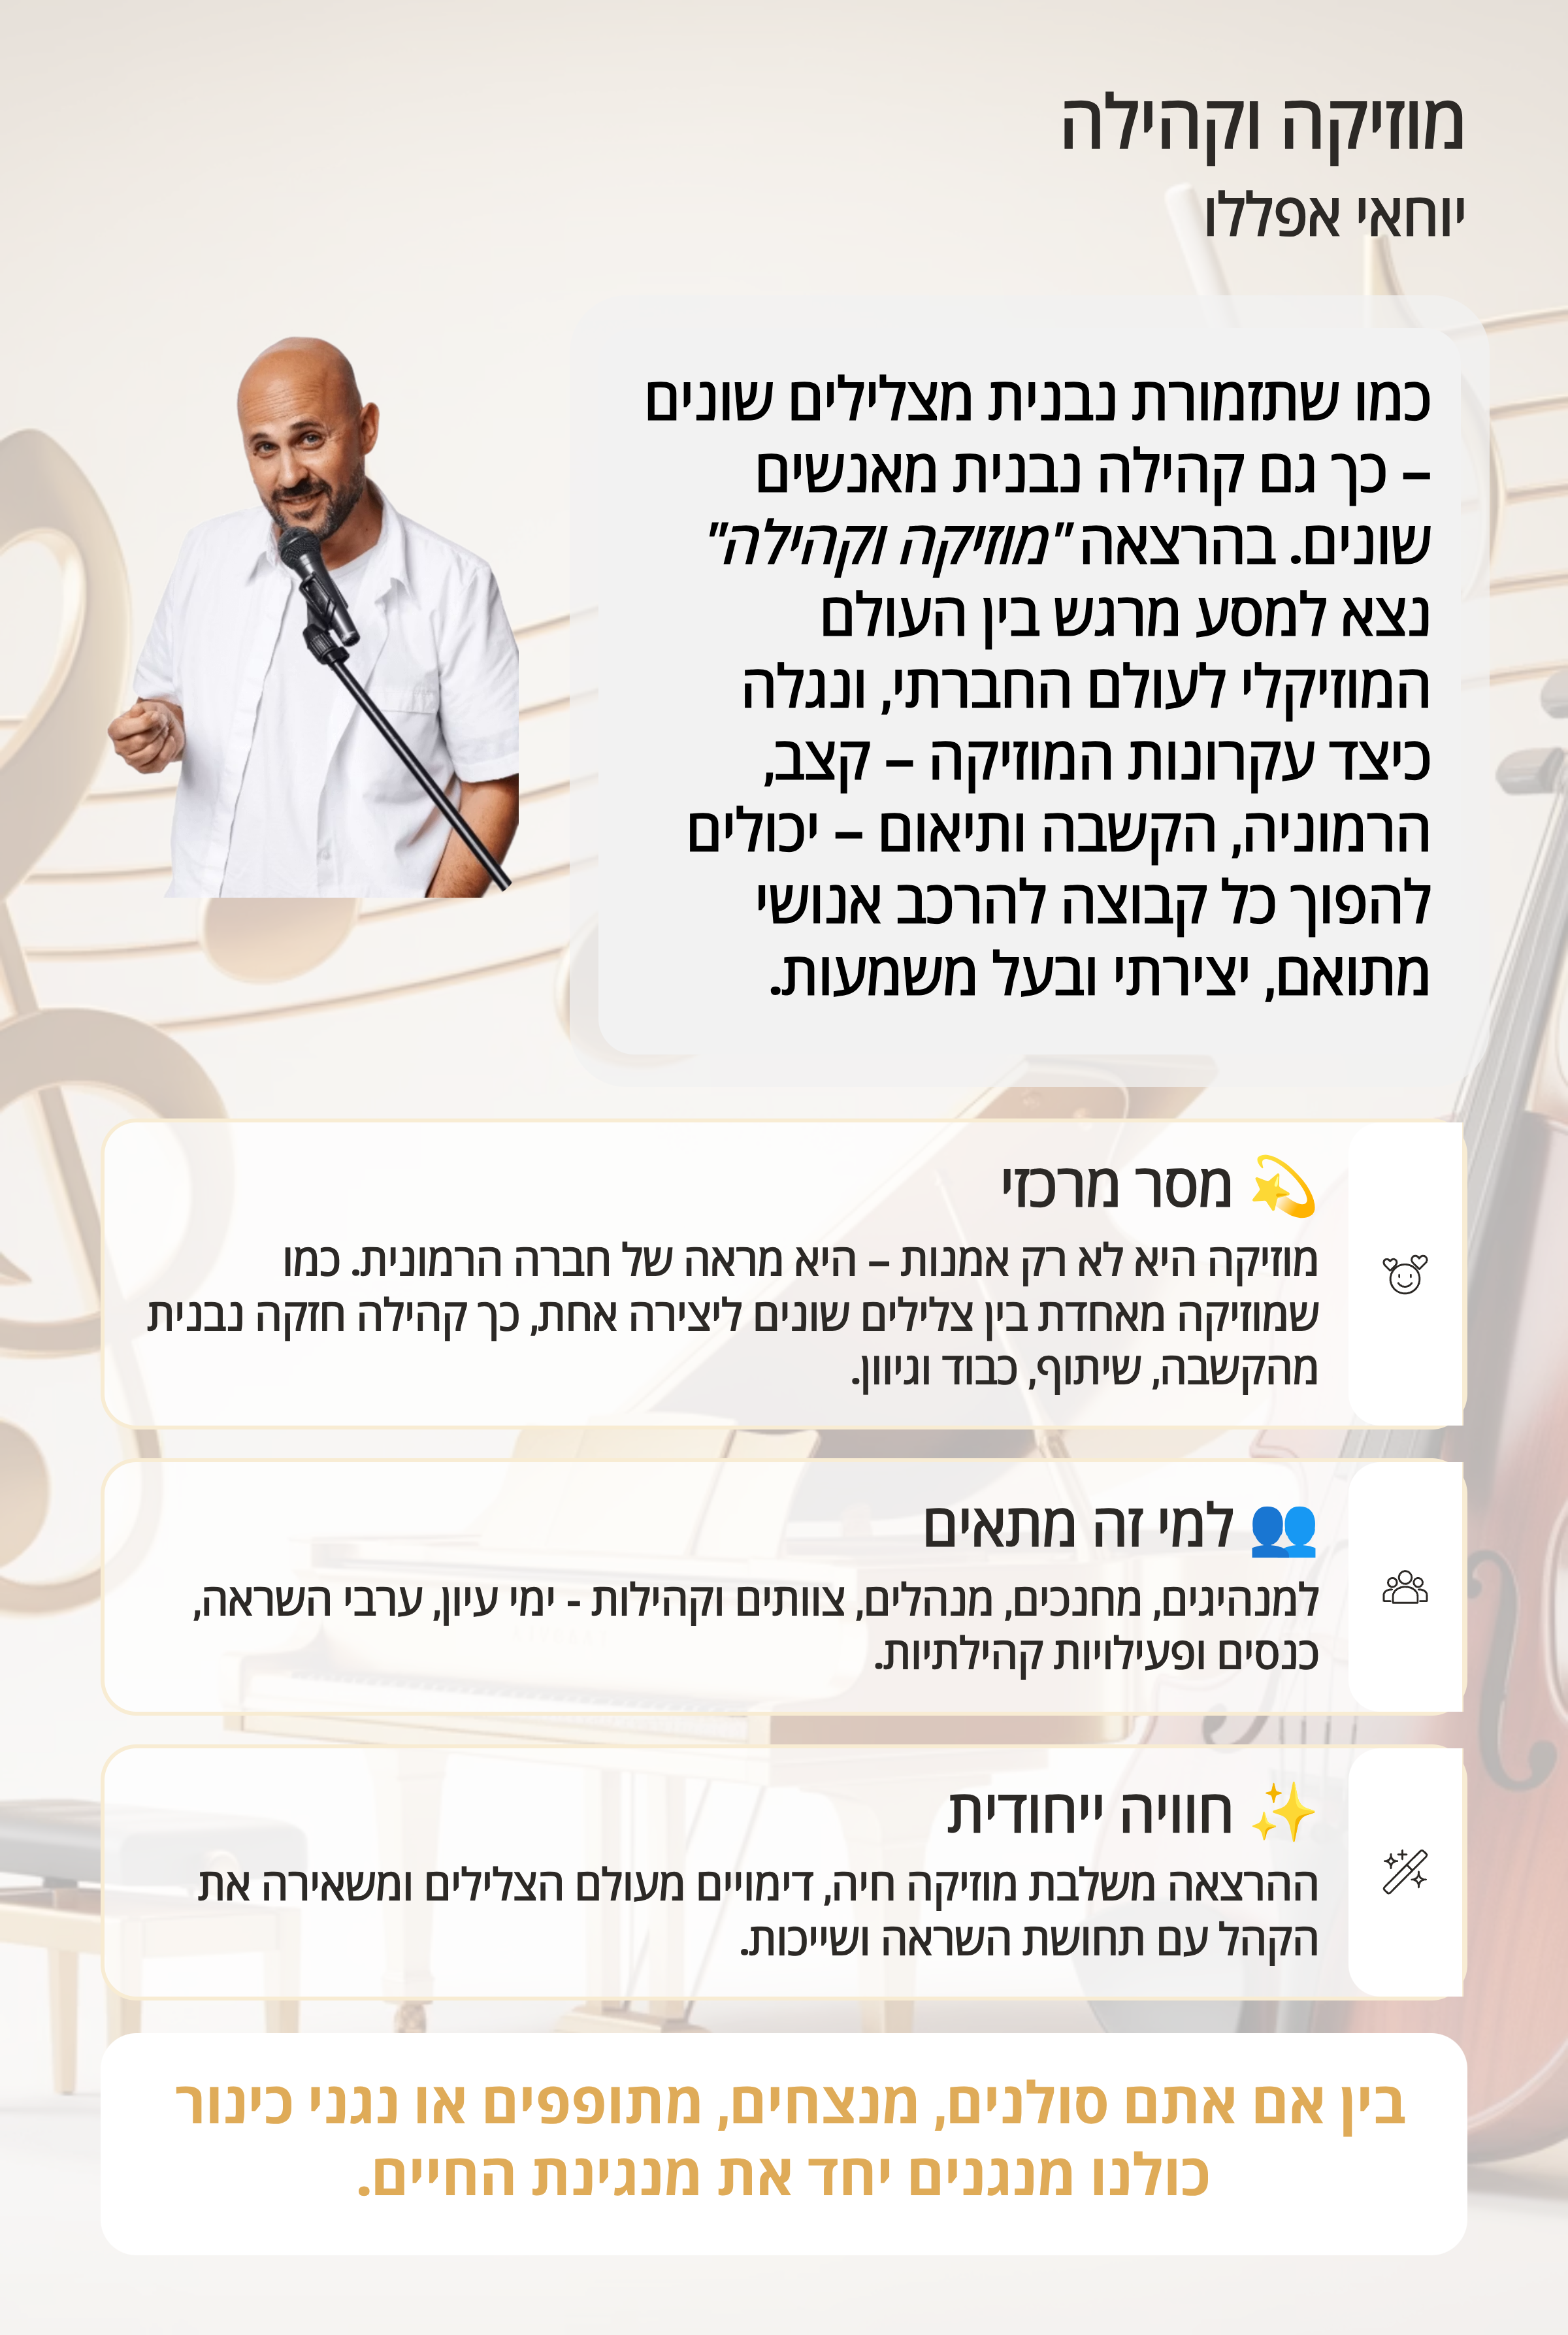 מוזיקה וקהילה
יוחאי אפללו
כמו שתזמורת נבנית מצלילים שונים
– כך גם קהילה נבנית מאנשים
שונים. בהרצאה "מוזיקה וקהילה"
נצא למסע מרגש בין העולם
המוזיקלי לעולם החברתי, ונגלה
כיצד עקרונות המוזיקה – קצב,
הרמוניה, הקשבה ותיאום – יכולים
להפוך כל קבוצה להרכב אנושי
מתואם, יצירתי ובעל משמעות.
💫 מסר מרכזי
מוזיקה היא לא רק אמנות – היא מראה של חברה הרמונית. כמו
שמוזיקה מאחדת בין צלילים שונים ליצירה אחת, כך קהילה חזקה נבנית
מהקשבה, שיתוף, כבוד וגיוון.
👥 למי זה מתאים
למנהיגים, מחנכים, מנהלים, צוותים וקהילות - ימי עיון, ערבי השראה,
כנסים ופעילויות קהילתיות.
✨ חוויה ייחודית
ההרצאה משלבת מוזיקה חיה, דימויים מעולם הצלילים ומשאירה את
הקהל עם תחושת השראה ושייכות.
בין אם אתם סולנים, מנצחים, מתופפים או נגני כינור
כולנו מנגנים יחד את מנגינת החיים.